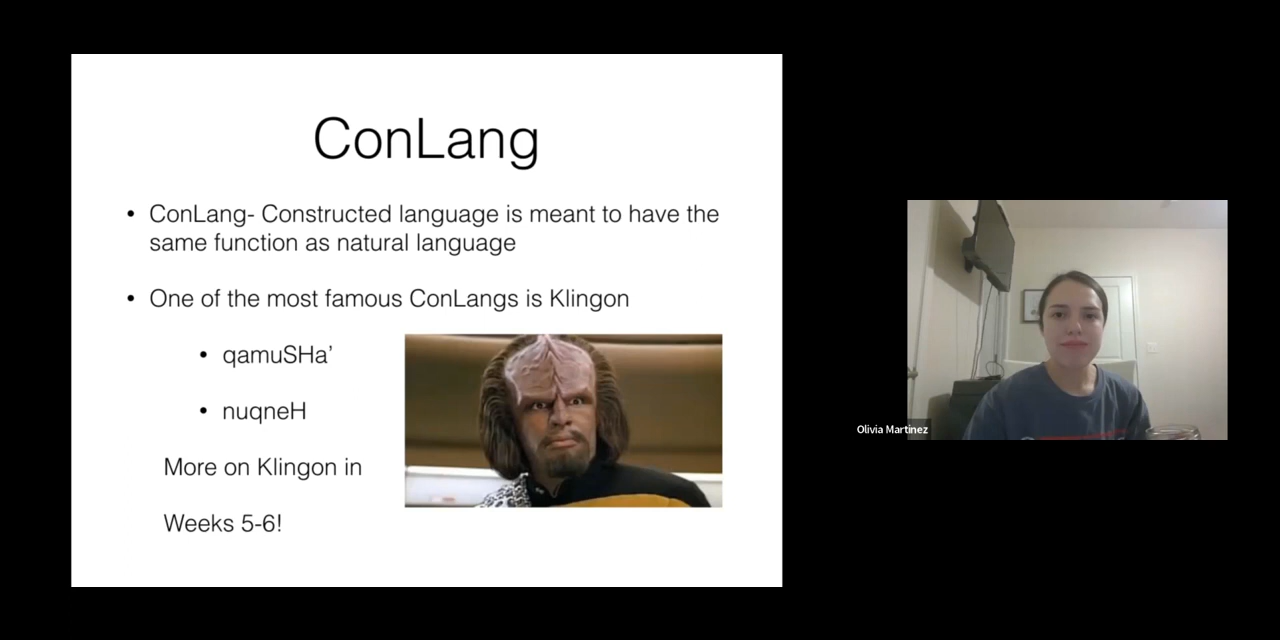 ConLang
• ConLang- Constructed language is meant to have the
same function as natural language
• One of the most famous ConLangs is Klingon
• qamuSHa’
• nuqneH
More on Klingon in
Weeks 5-6!
Olivia Martinez